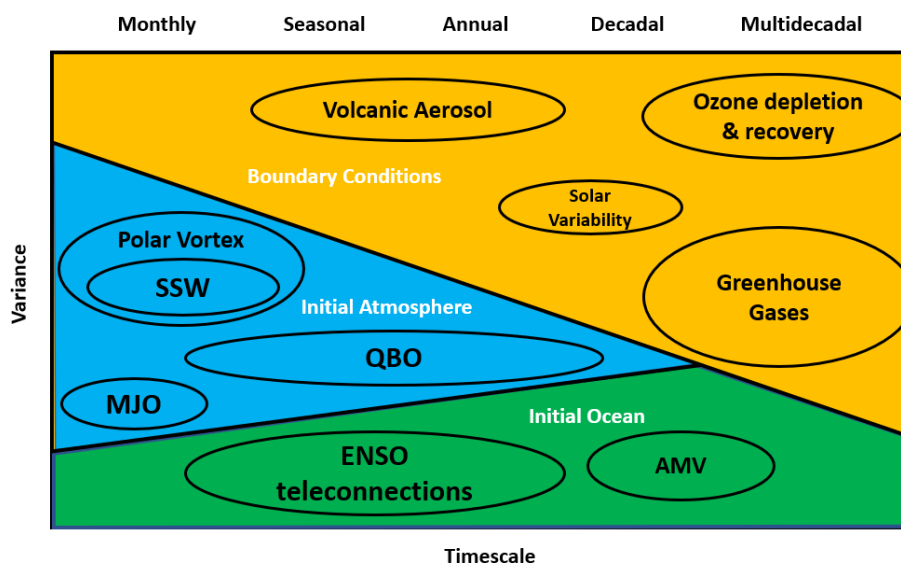 Monthly Seasonal Annual Decadal Multidecadal
Volcanic Aerosol
Ozone depletion
& recovery
Boundary Conditions
Solar
Variability
Polar Vortex
SSW
Initial Atmosphere
Greenhouse
Gases
Variance
QBO
MJO
Initial Ocean
ENSO
teleconnections
AMV
Timescale